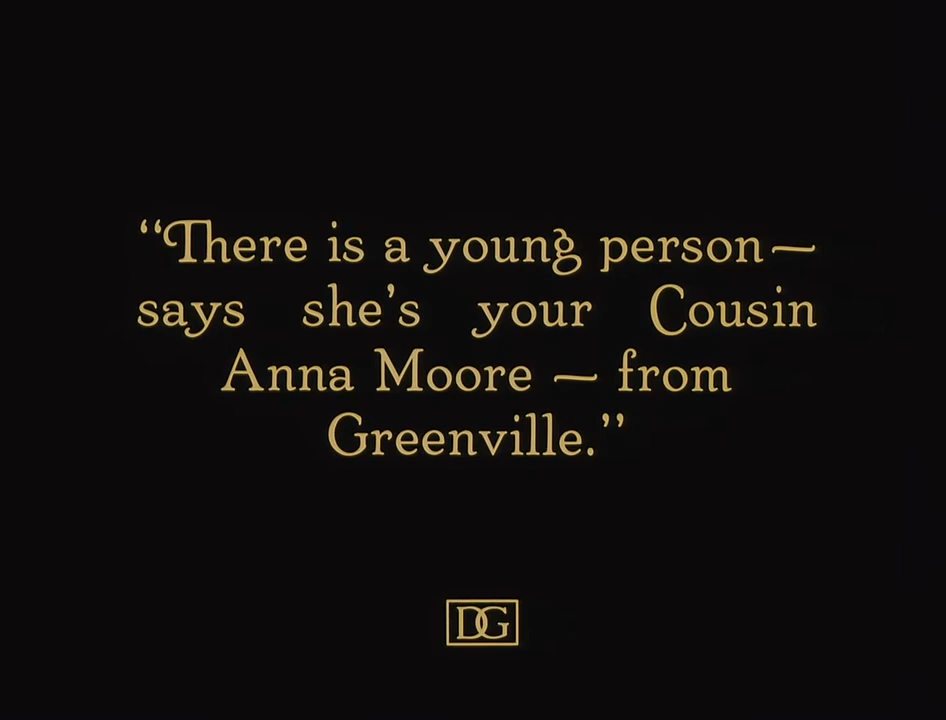 “There is a young person—
says she’s your Cousin
Anna Moore — from
Greenville.”
DG